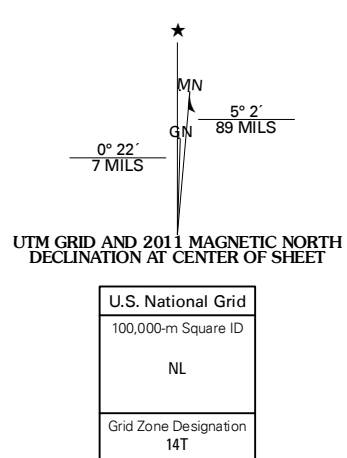 ★
MN
5° 2´
89 MILS
GN
0° 22´
7 MILS
UTM GRID AND 2011 MAGNETIC NORTH
DECLINATION AT CENTER OF SHEET
U.S. National Grid
100,000-m Square ID
NL
Grid Zone Designation
14T